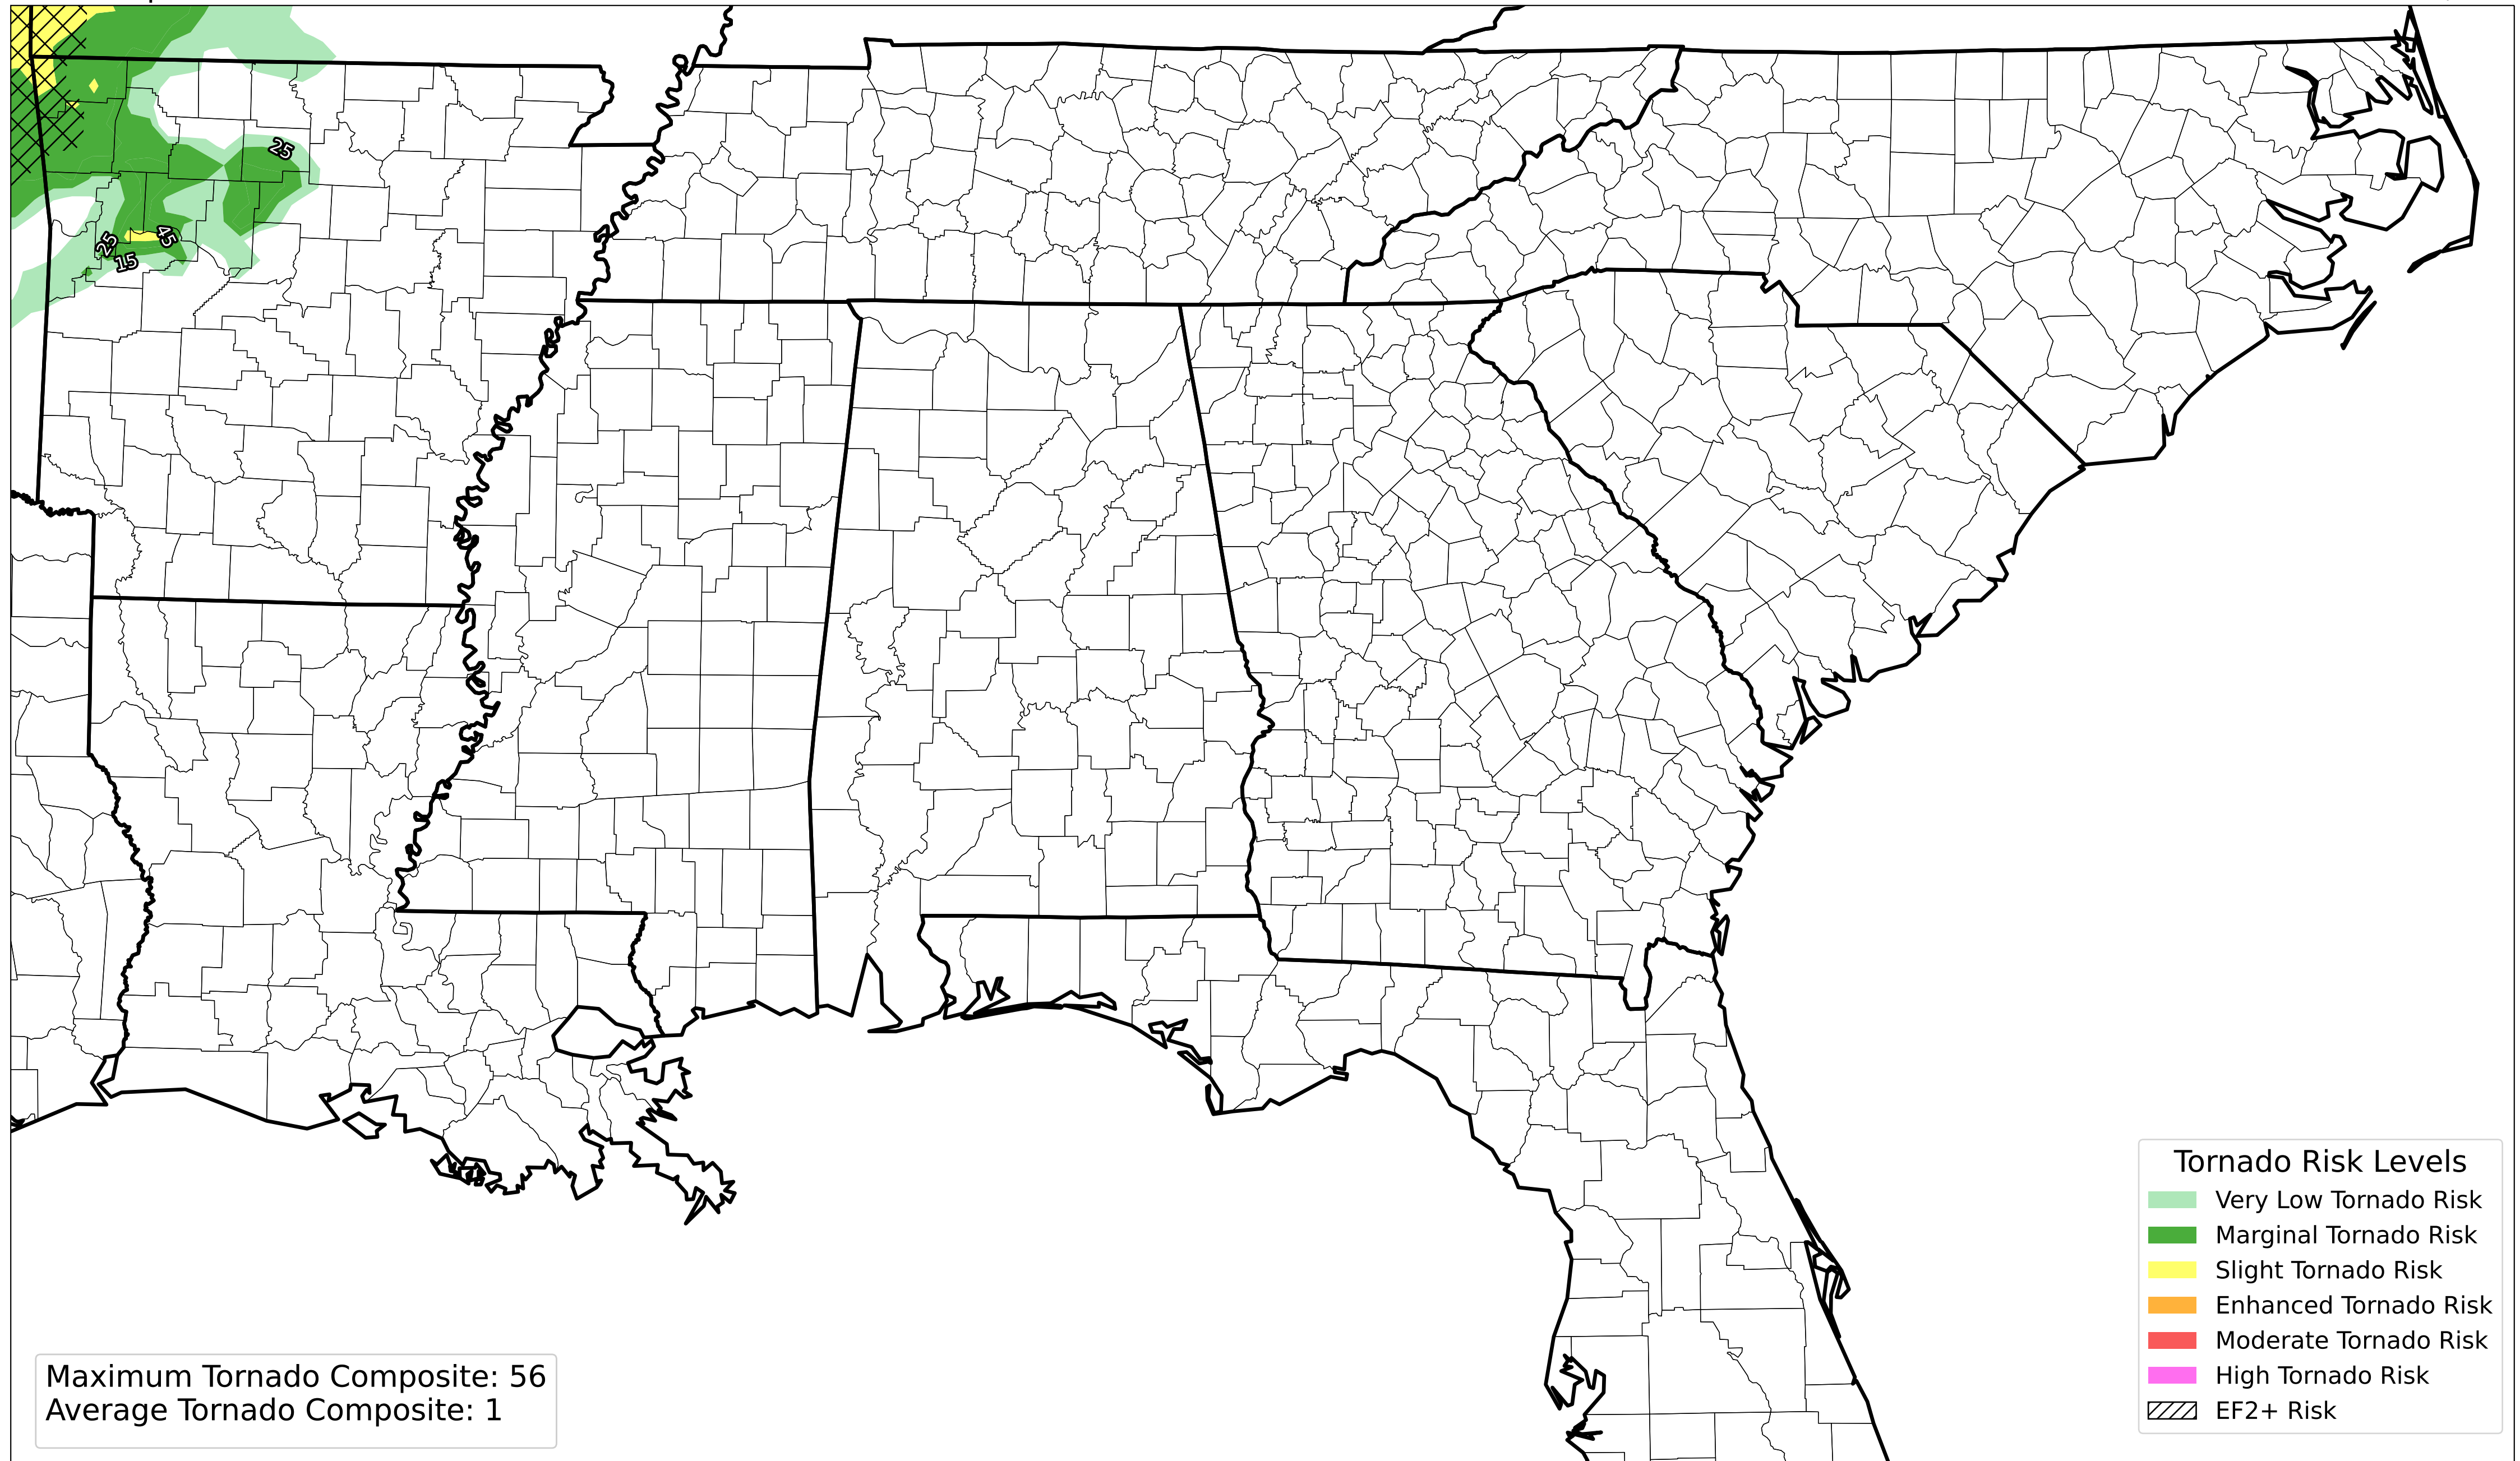 25
25
45
15
Tornado Risk Levels
Very Low Tornado Risk
Marginal Tornado Risk
Slight Tornado Risk
Enhanced Tornado Risk
Moderate Tornado Risk
High Tornado Risk
EF2+ Risk
Maximum Tornado Composite: 56
Average Tornado Composite: 1